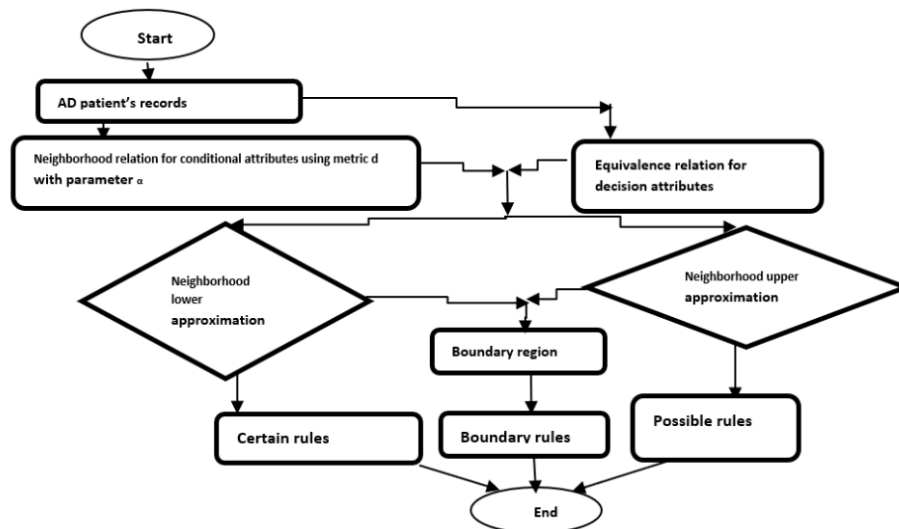 Start
AD patient's records
Neighborhood relation for conditional attributes using metric d
with parameter α
Equivalence relation for
decision attributes
Neighborhood
lower
approximation
Neighborhood upper
approximation
Boundary region
Certain rules
Boundary rules
Possible rules
End